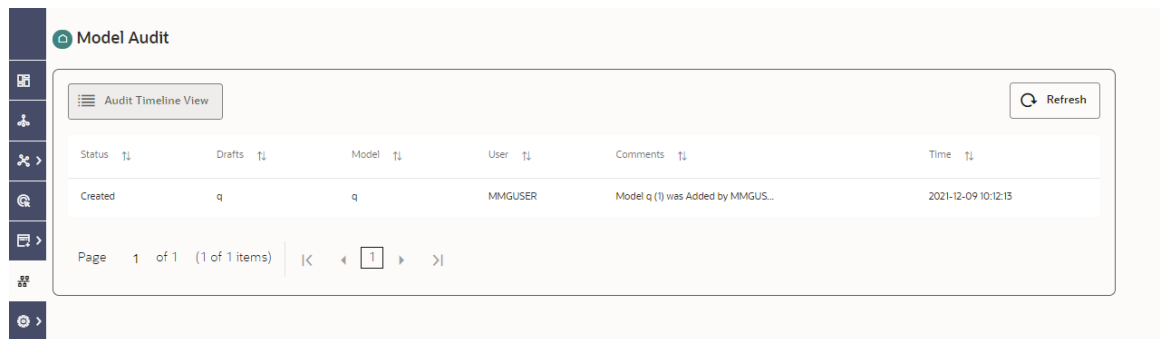 Model Audit
Audit Timeline View
Refresh
Status Drafts Model User Comments Time
Created q q MMGUSER Model q (1) was Added by MMGUS... 2021-12-09 10:12:13
Page 1 of 1 (1 of 1 items) 1